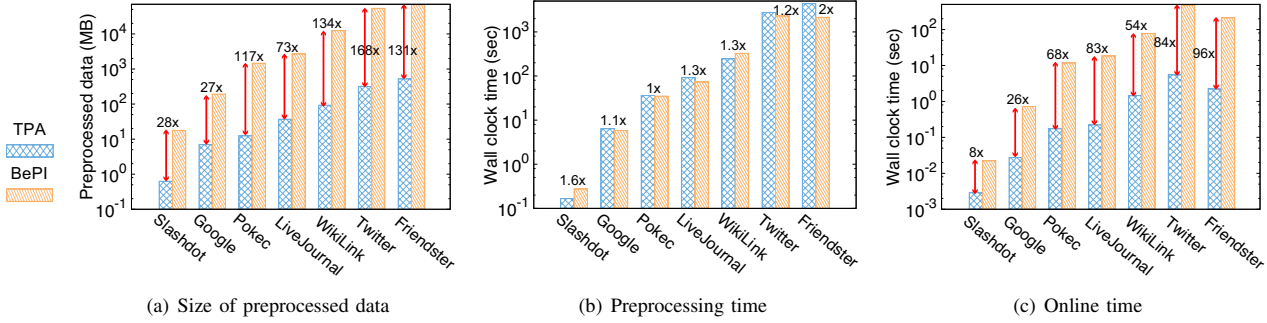 TPA
BePI
Preprocessed data (MB)
10^4
10^3
10^2
10^1
10^0
10^-1
28x
27x
117x
73x
134x
168x
131x
Slashdot
Google
Pokec
LiveJournal
WikiLink
Twitter
Friendster
(a) Size of preprocessed data
Wall clock time (sec)
10^3
10^2
10^1
10^0
10^-1
1.6x
1.1x
1x
1.3x
1.3x
1.2x
2x
Slashdot
Google
Pokec
LiveJournal
WikiLink
Twitter
Friendster
(b) Preprocessing time
Wall clock time (sec)
10^2
10^1
10^0
10^-1
10^-2
10^-3
8x
26x
68x
83x
54x
84x
96x
Slashdot
Google
Pokec
LiveJournal
WikiLink
Twitter
Friendster
(c) Online time